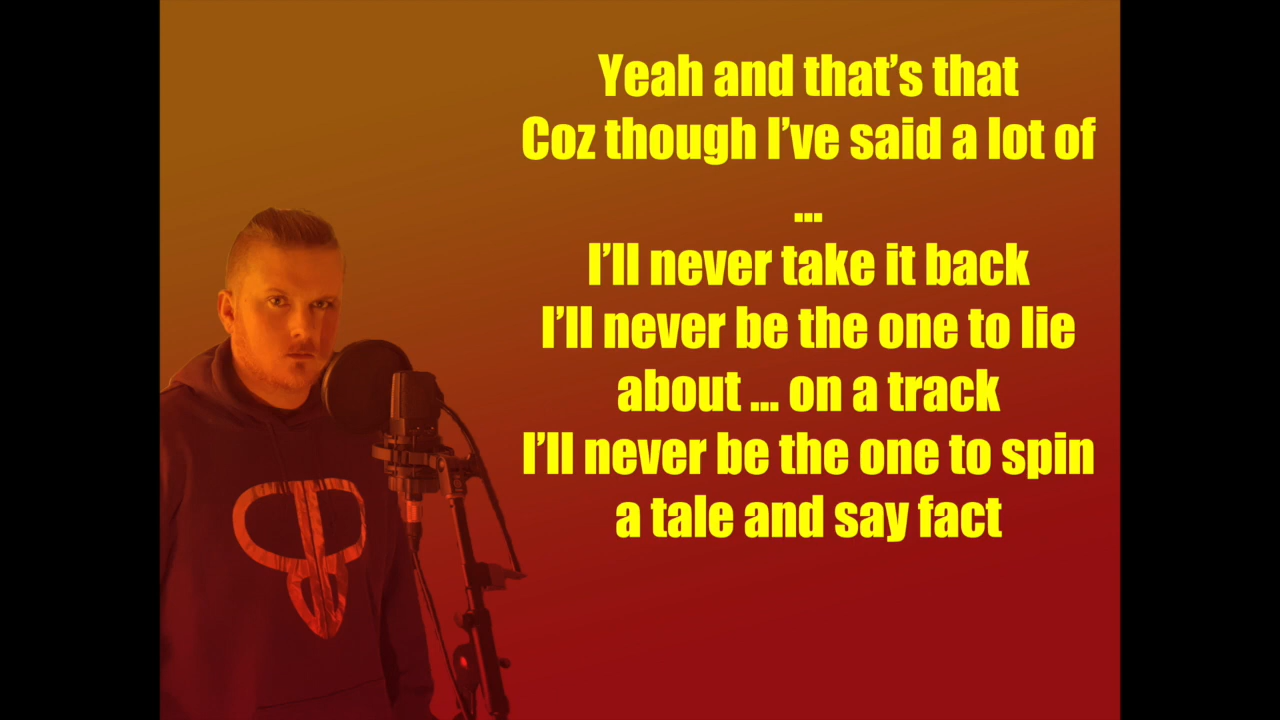 Yeah and that’s that
Coz though I’ve said a lot of
...
I’ll never take it back
I’ll never be the one to lie
about ... on a track
I’ll never be the one to spin
a tale and say fact